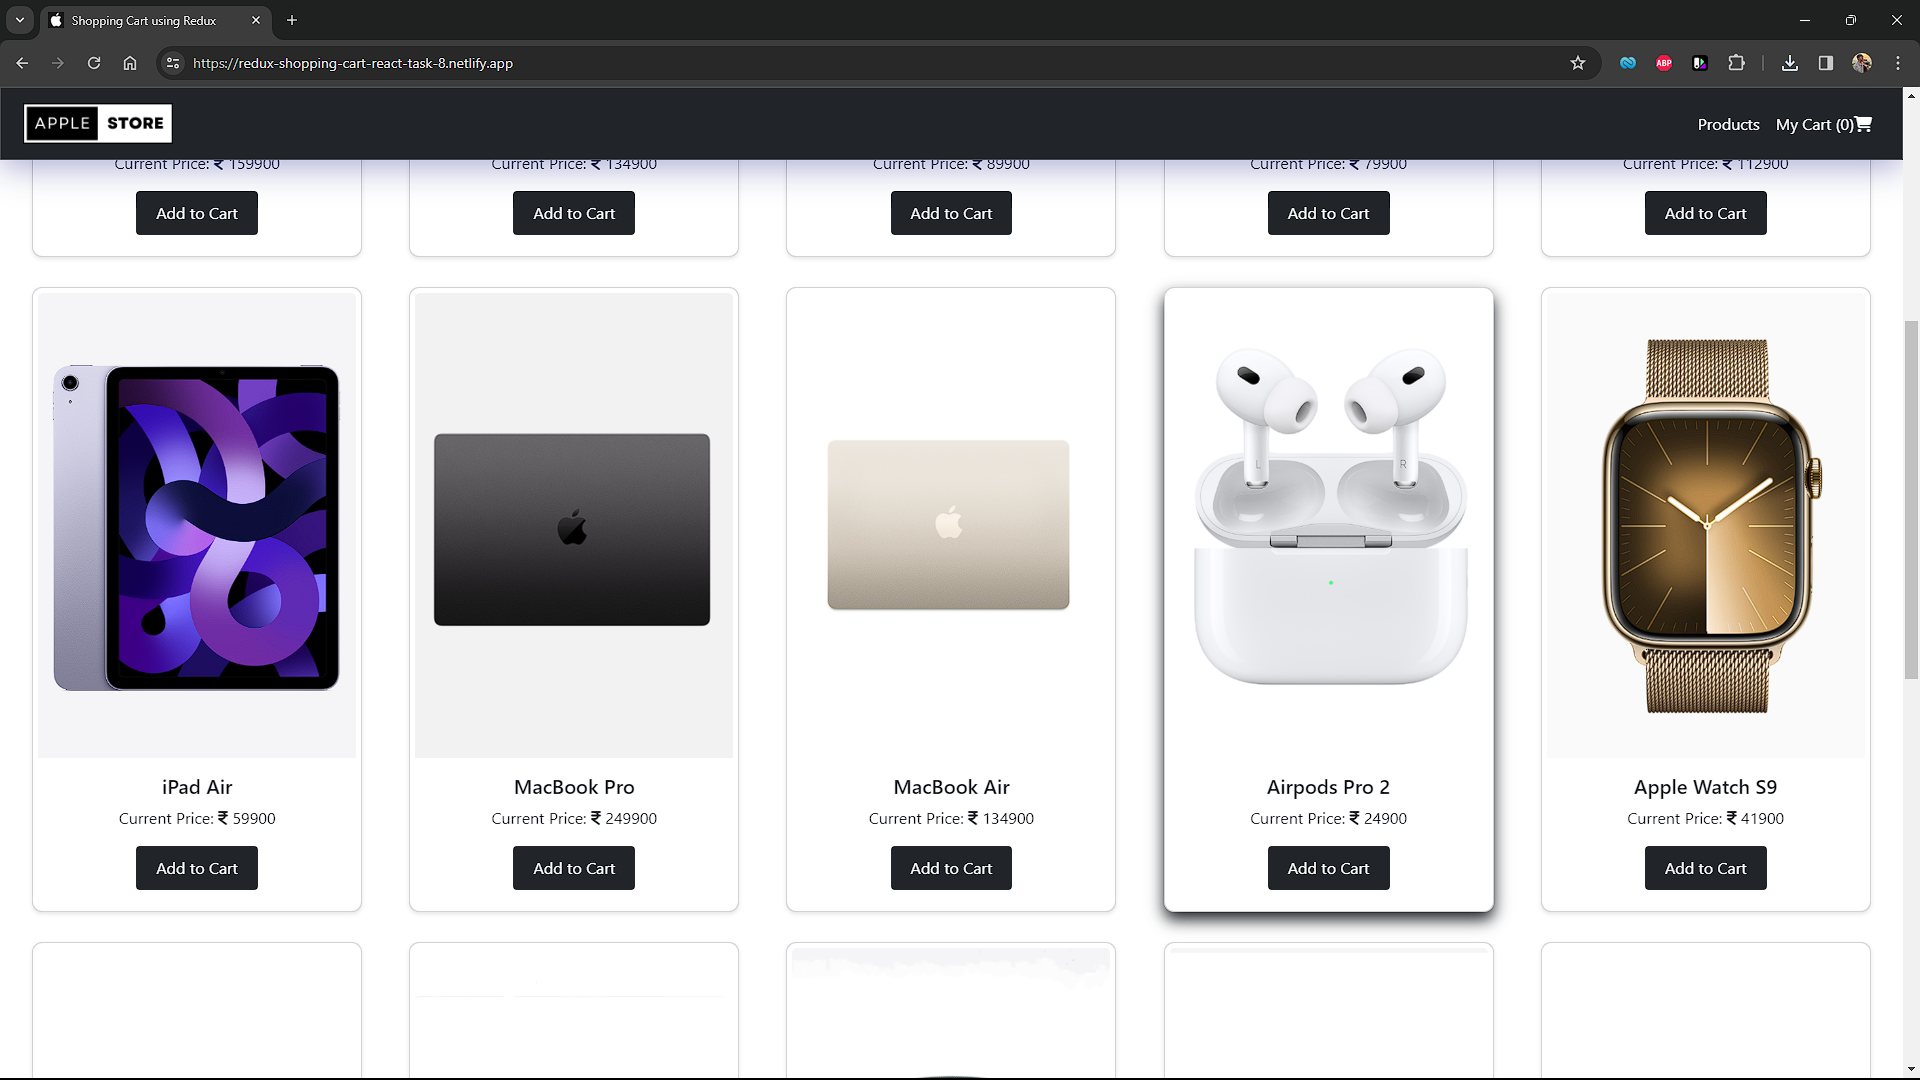 Shopping Cart using Redux
https://redux-shopping-cart-react-task-8.netlify.app
ABP
APPLE STORE
Products My Cart (0)
Current Price: ₹ 159900 Current Price: ₹ 134900 Current Price: ₹ 89900 Current Price: ₹ 79900 Current Price: ₹ 112900
Add to Cart Add to Cart Add to Cart Add to Cart Add to Cart
L R
iPad Air MacBook Pro MacBook Air Airpods Pro 2 Apple Watch S9
Current Price: ₹ 59900 Current Price: ₹ 249900 Current Price: ₹ 134900 Current Price: ₹ 24900 Current Price: ₹ 41900
Add to Cart Add to Cart Add to Cart Add to Cart Add to Cart